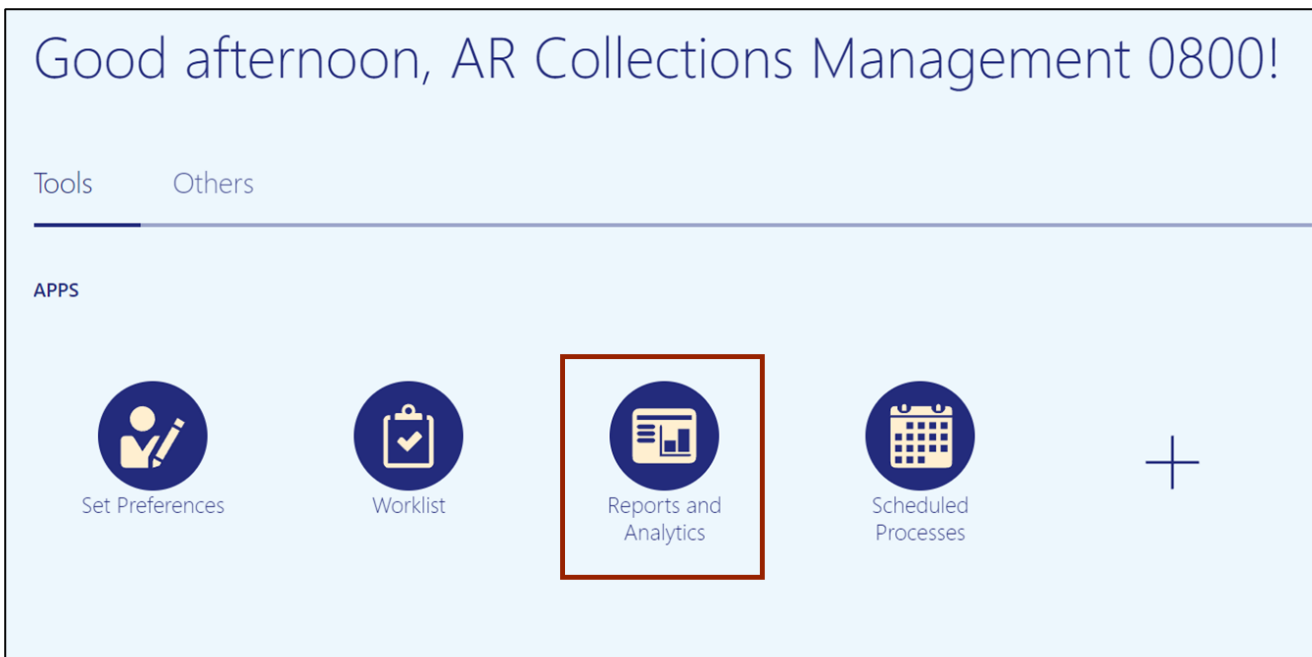 Good afternoon, AR Collections Management 0800!
Tools Others
APPS
Set Preferences
Worklist
Reports and
Analytics
Scheduled
Processes